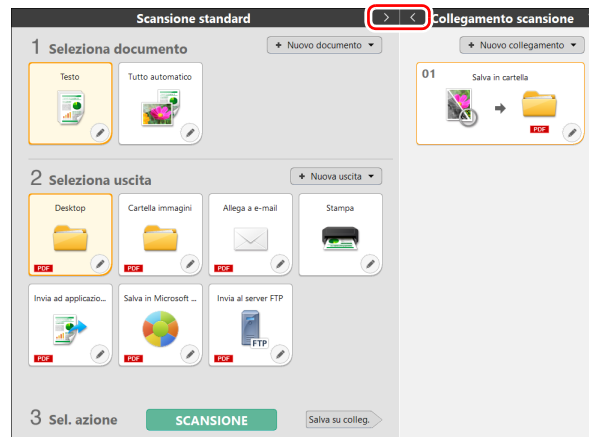 Scansione standard
Collegamento scansione
1 Seleziona documento
+ Nuovo documento
+ Nuovo collegamento
Testo
Tutto automatico
01
Salva in cartella
PDF
2 Seleziona uscita
+ Nuova uscita
Desktop
Cartella immagini
Allega a e-mail
Stampa
PDF
PDF
PDF
Invia ad applicazio...
Salva in Microsoft ...
Invia al server FTP
FTP
PDF
PDF
PDF
3 Sel. azione
SCANSIONE
Salva su colleg.